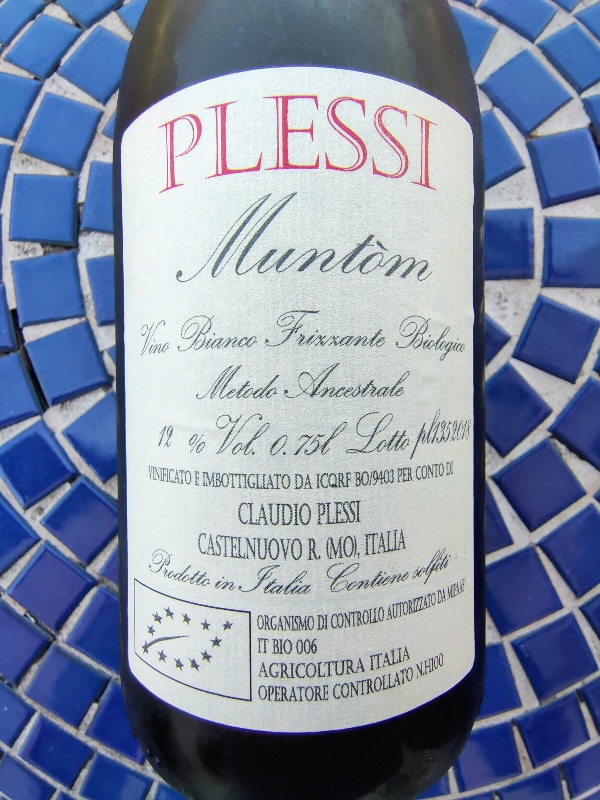 PLESSI
Muntòm
Vino Bianco Frizzante Biologico
Metodo Ancestrale
12 % Vol. 0.75l Lotto pl1352018
VINIFICATO E IMBOTTIGLIATO DA ICQRF BO/9403 PER CONTO DI
CLAUDIO PLESSI
CASTELNUOVO R. (MO), ITALIA
Prodotto in Italia Contiene solfiti.
ORGANISMO DI CONTROLLO AUTORIZZATO DA MIPAAF
IT BIO 006
AGRICOLTURA ITALIA
OPERATORE CONTROLLATO N.H100